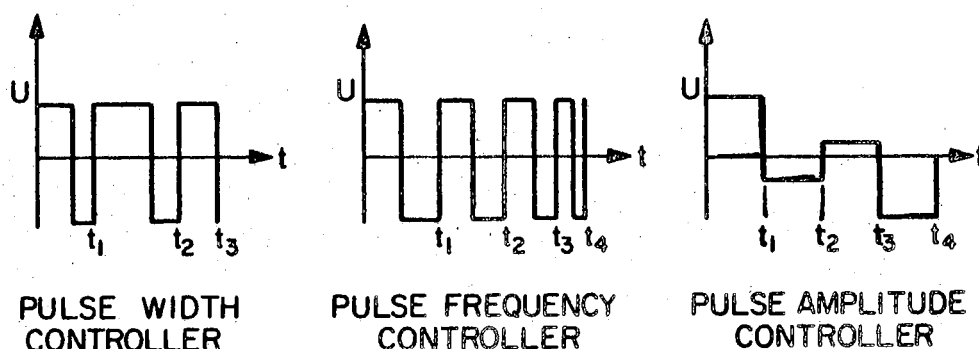 U
t
t1 t2 t3
PULSE WIDTH
CONTROLLER
U
t
t1 t2 t3 t4
PULSE FREQUENCY
CONTROLLER
U
t
t1 t2 t3 t4
PULSE AMPLITUDE
CONTROLLER